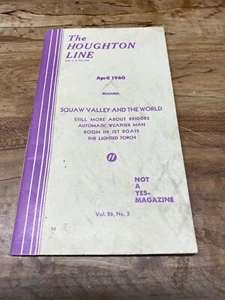 The
HOUGHTON
LINE
April 1960
SQUAW VALLEY AND THE WORLD
STILL MORE ABOUT BRIDGES
AUTOMATIC WEATHER MAN
BOOM IN JET BOATS
THE LIGHTED TORCH
H
NOT
A
YES-
MAGAZINE
Vol. 56, No. 3